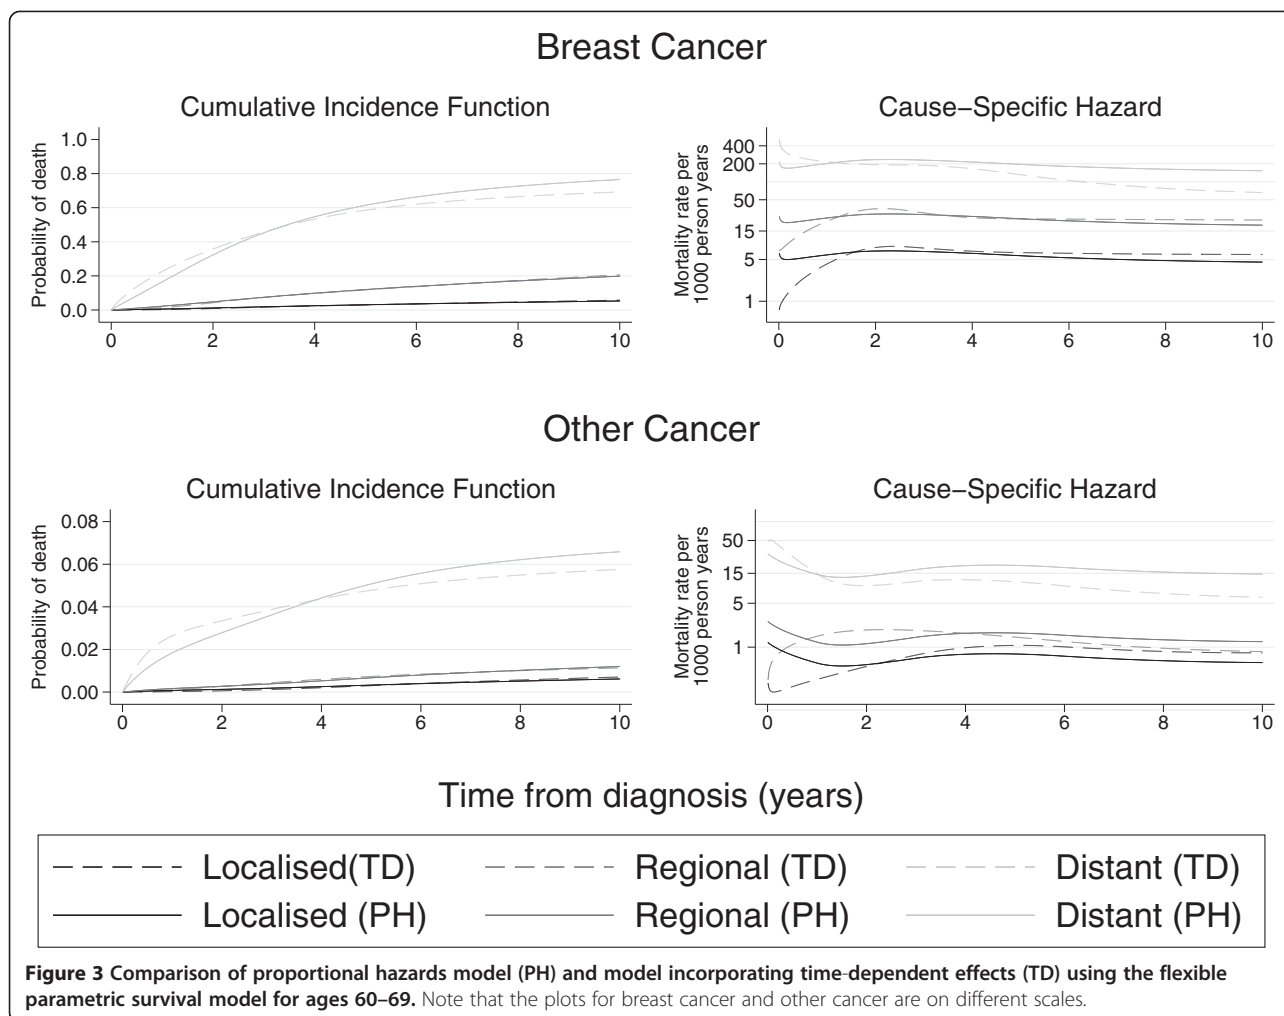 Breast Cancer
Cumulative Incidence Function
Probability of death
1.0
0.8
0.6
0.4
0.2
0.0
0 2 4 6 8 10
Cause−Specific Hazard
Mortality rate per
1000 person years
400
200
50
15
5
1
0 2 4 6 8 10
Other Cancer
Cumulative Incidence Function
Probability of death
0.08
0.06
0.04
0.02
0.00
0 2 4 6 8 10
Cause−Specific Hazard
Mortality rate per
1000 person years
50
15
5
1
0 2 4 6 8 10
Time from diagnosis (years)
Localised(TD) Regional (TD) Distant (TD)
Localised (PH) Regional (PH) Distant (PH)
Figure 3 Comparison of proportional hazards model (PH) and model incorporating time-dependent effects (TD) using the flexible
parametric survival model for ages 60–69. Note that the plots for breast cancer and other cancer are on different scales.